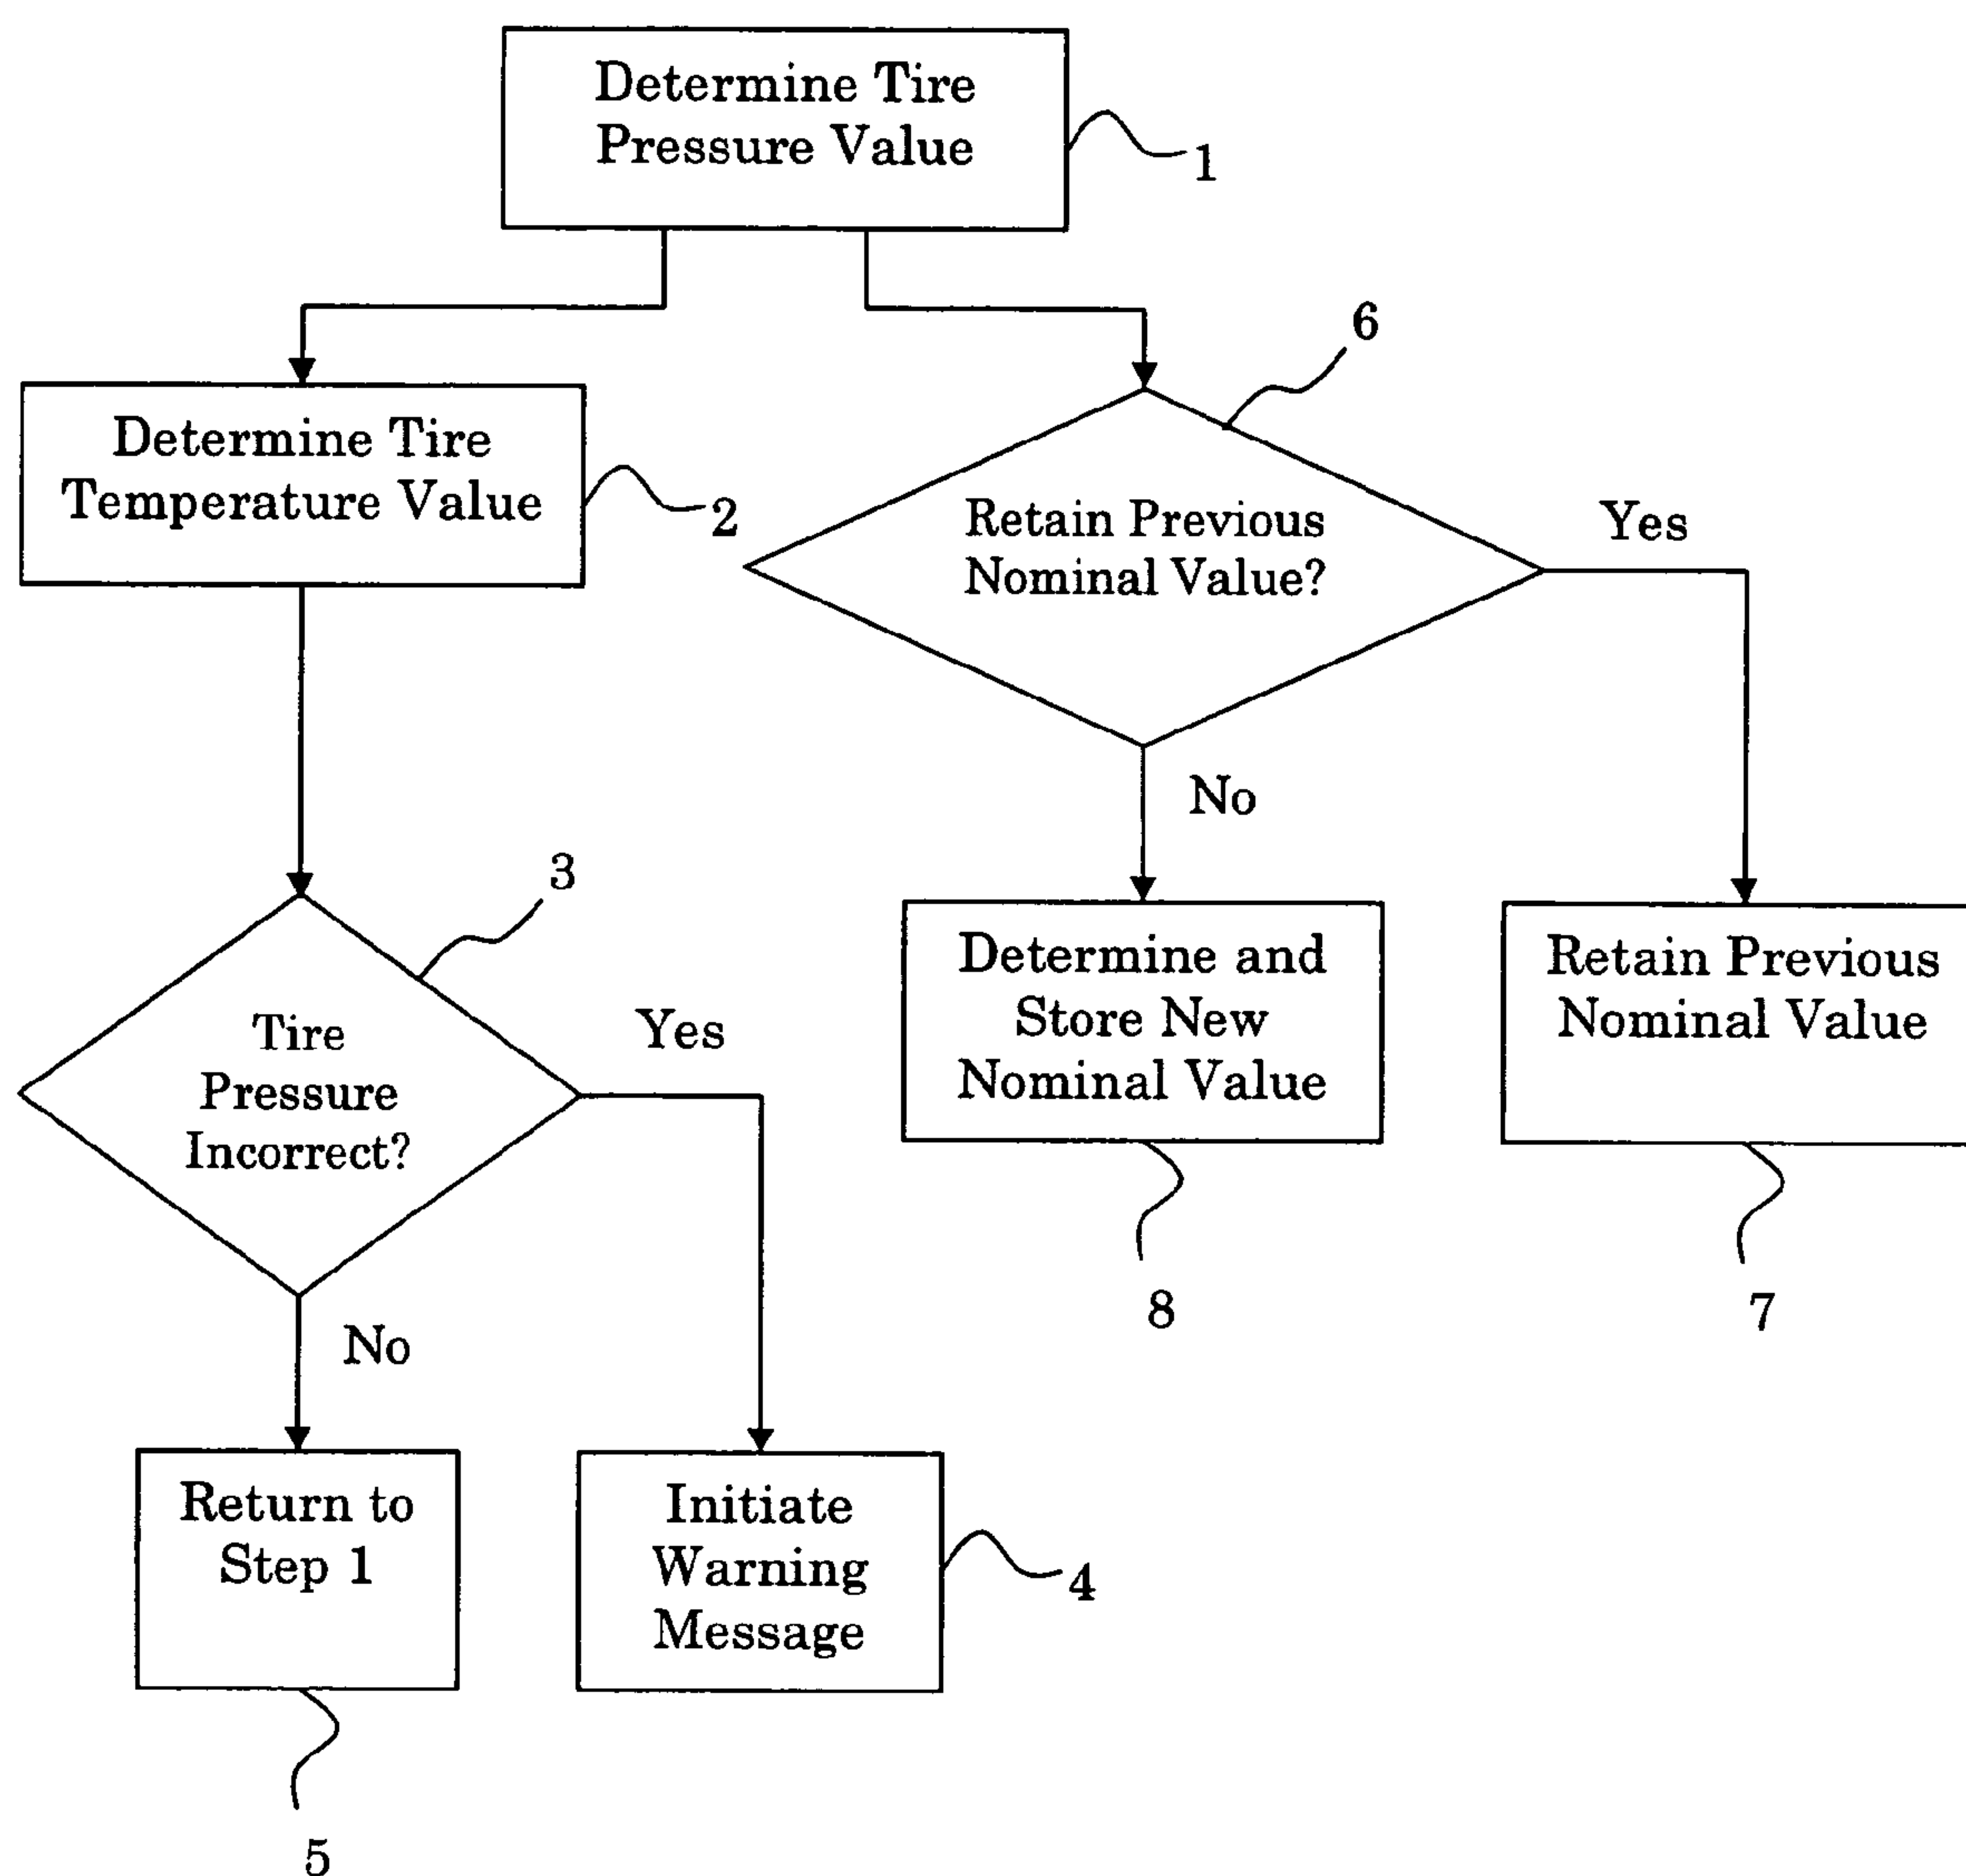 Determine Tire
Pressure Value
1
6
Determine Tire
Temperature Value
2
Retain Previous
Nominal Value?
Yes
No
3
Tire
Pressure
Incorrect?
Yes
No
Determine and
Store New
Nominal Value
8
Retain Previous
Nominal Value
7
Return to
Step 1
5
Initiate
Warning
Message
4